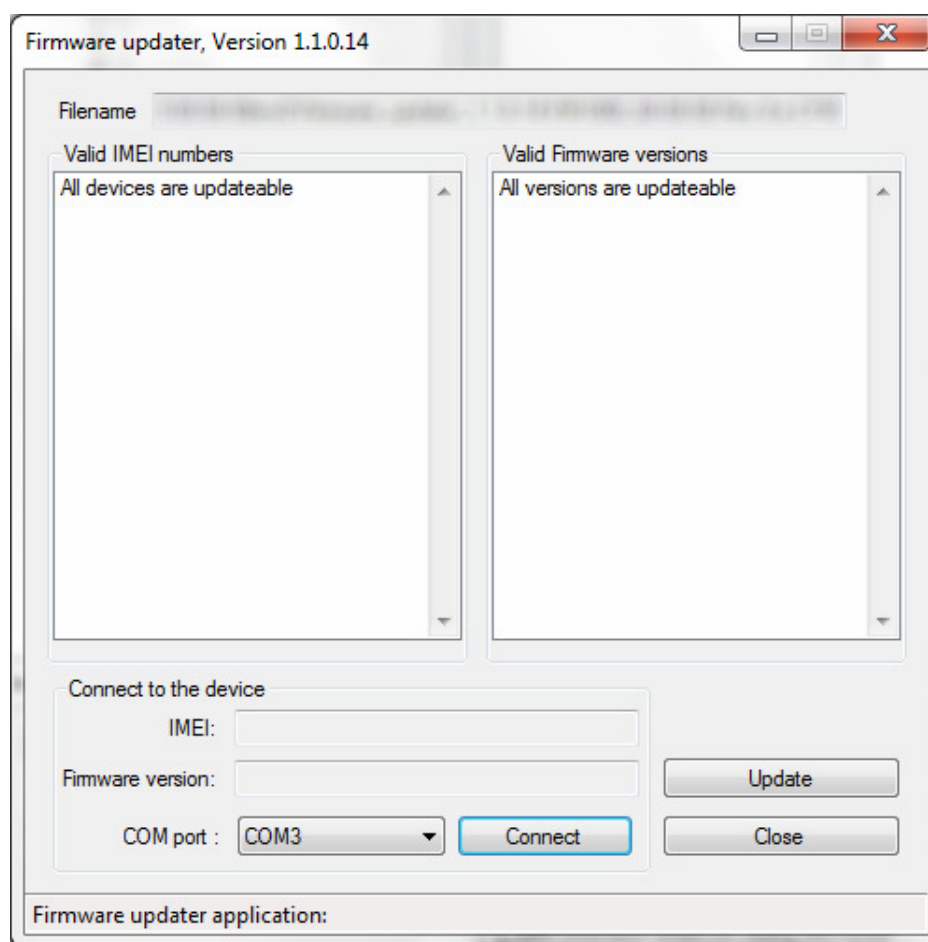 Firmware updater, Version 1.1.0.14
Filename
Valid IMEI numbers
All devices are updateable
Valid Firmware versions
All versions are updateable
Connect to the device
IMEI:
Firmware version:
Update
COM port :
COM3
Connect
Close
Firmware updater application: